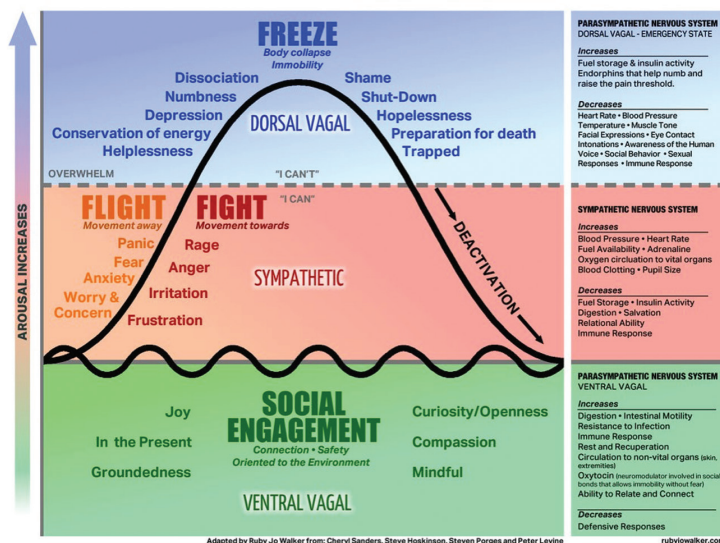 FREEZE
Body collapse
Immobility
Dissociation
Numbness
Depression
Conservation of energy
Helplessness
DORSAL VAGAL
Shame
Shut-Down
Hopelessness
Preparation for death
Trapped
OVERWHELM
"I CAN'T"
"I CAN"
FLIGHT
Movement away
Panic
Fear
Anxiety
Worry &
Concern
FIGHT
Movement towards
Rage
Anger
Irritation
Frustration
SYMPATHETIC
DEACTIVATION
AROUSAL INCREASES
Joy
In the Present
Groundedness
SOCIAL
ENGAGEMENT
Connection • Safety
Oriented to the Environment
Curiosity/Openness
Compassion
Mindful
VENTRAL VAGAL
PARASYMPATHETIC NERVOUS SYSTEM
DORSAL VAGAL - EMERGENCY STATE
Increases
Fuel storage & insulin activity
Endorphins that help numb and
raise the pain threshold.
Decreases
Heart Rate • Blood Pressure
Temperature • Muscle Tone
Facial Expressions • Eye Contact
Intonations • Awareness of the Human
Voice • Social Behavior • Sexual
Responses • Immune Response
SYMPATHETIC NERVOUS SYSTEM
Increases
Blood Pressure • Heart Rate
Fuel Availability • Adrenaline
Oxygen circluation to vital organs
Blood Clotting • Pupil Size
Decreases
Fuel Storage • Insulin Activity
Digestion • Salvation
Relational Ability
Immune Response
PARASYMPATHETIC NERVOUS SYSTEM
VENTRAL VAGAL
Increases
Digestion • Intestinal Motility
Resistance to Infection
Immune Response
Rest and Recuperation
Circulation to non-vital organs (skin,
extremities)
Oxytocin (neuromodulator involved in social
bonds that allows immobility without fear)
Ability to Relate and Connect
Decreases
Defensive Responses
Adapted by Ruby Jo Walker from: Cheryl Sanders, Steve Hoskinson, Steven Porges and Peter Levine
rubyjowalker.com